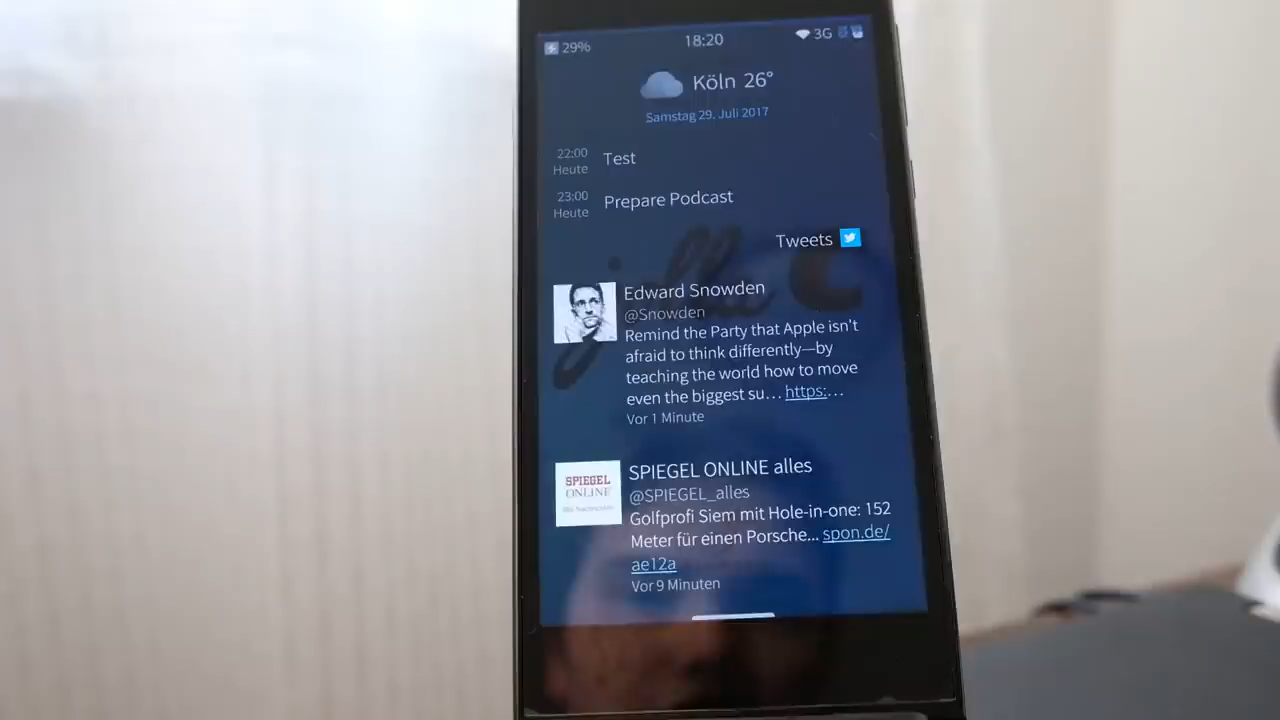 29% 18:20 3G
Köln 26°
Samstag 29. Juli 2017
22:00 Test
Heute
23:00 Prepare Podcast
Heute
Tweets
Edward Snowden
@Snowden
Remind the Party that Apple isn't
afraid to think differently—by
teaching the world how to move
even the biggest su… https:…
Vor 1 Minute
SPIEGEL ONLINE alles
SPIEGEL
ONLINE
@SPIEGEL_alles
Golfprofi Siem mit Hole-in-one: 152
Meter für einen Porsche... spon.de/
ae12a
Vor 9 Minuten